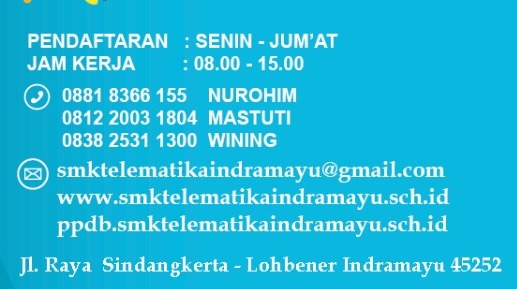 PENDAFTARAN : SENIN - JUM'AT
JAM KERJA : 08.00 - 15.00
0881 8366 155 NUROHIM
0812 2003 1804 MASTUTI
0838 2531 1300 WINING
smktelematikaindramayu@gmail.com
www.smktelematikaindramayu.sch.id
ppdb.smktelematikaindramayu.sch.id
Jl. Raya Sindangkerta - Lohbener Indramayu 45252